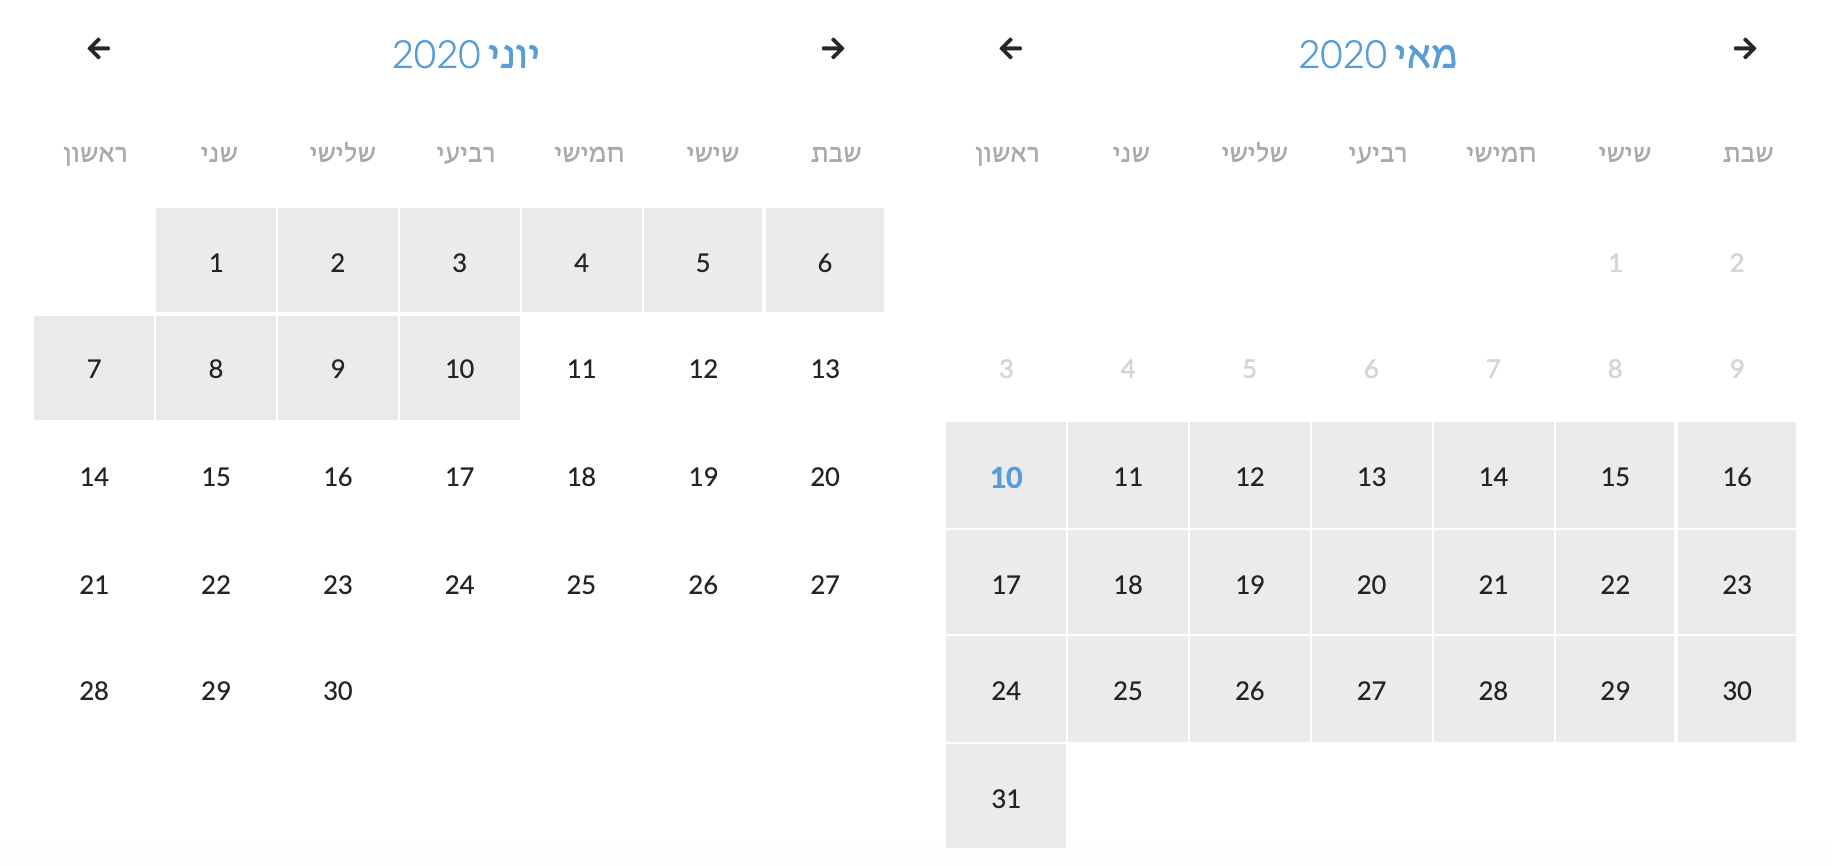 מאי 2020
ראשון שני שלישי רביעי חמישי שישי שבת
1 2
3 4 5 6 7 8 9
10 11 12 13 14 15 16
17 18 19 20 21 22 23
24 25 26 27 28 29 30
31
יוני 2020
ראשון שני שלישי רביעי חמישי שישי שבת
1 2 3 4 5 6
7 8 9 10 11 12 13
14 15 16 17 18 19 20
21 22 23 24 25 26 27
28 29 30